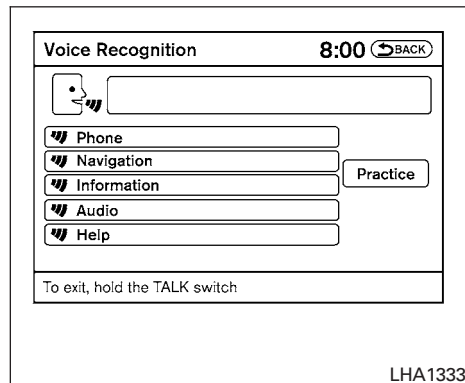 Voice Recognition 8:00 BACK
Phone
Navigation
Practice
Information
Audio
Help
To exit, hold the TALK switch
LHA1333